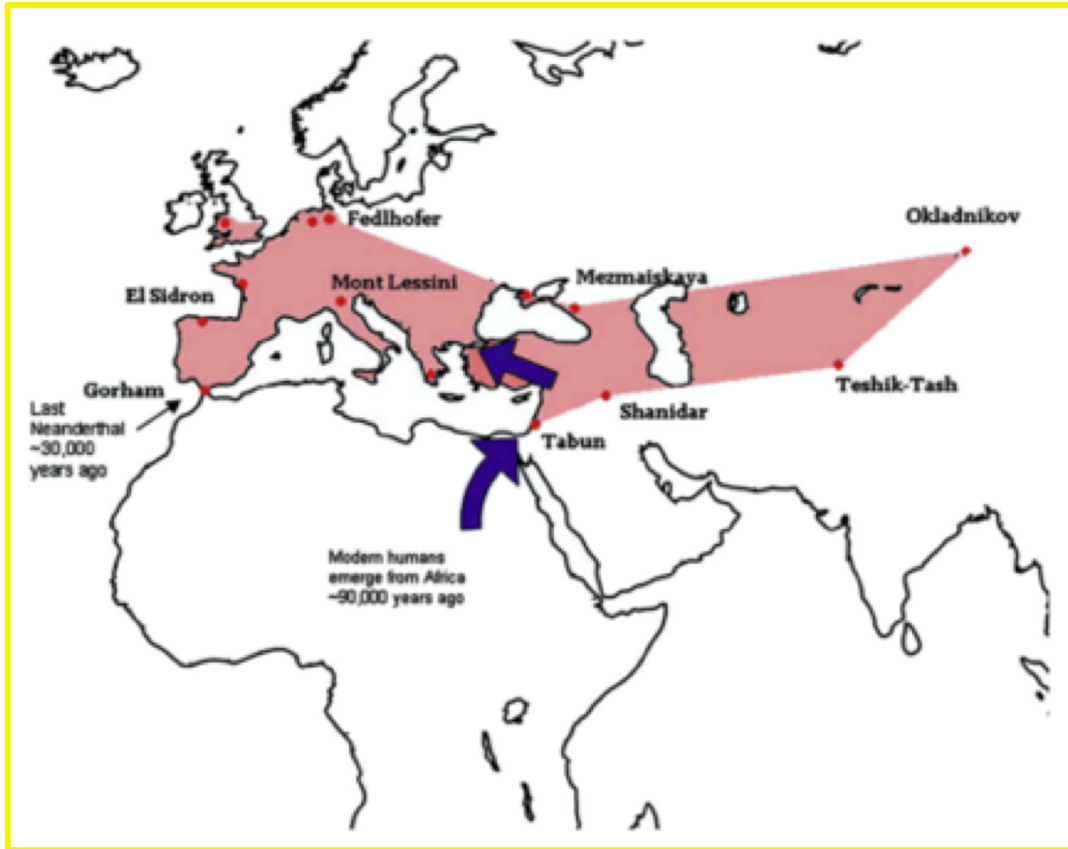 Okladnikov
Fedlhofer
Mezmaiskaya
Mont Lessini
El Sidron
Teshik-Tash
Gorham
Shanidar
Last
Neanderthal
~30,000
years ago
Tabun
Modern humans
emerge from Africa
~90,000 years ago